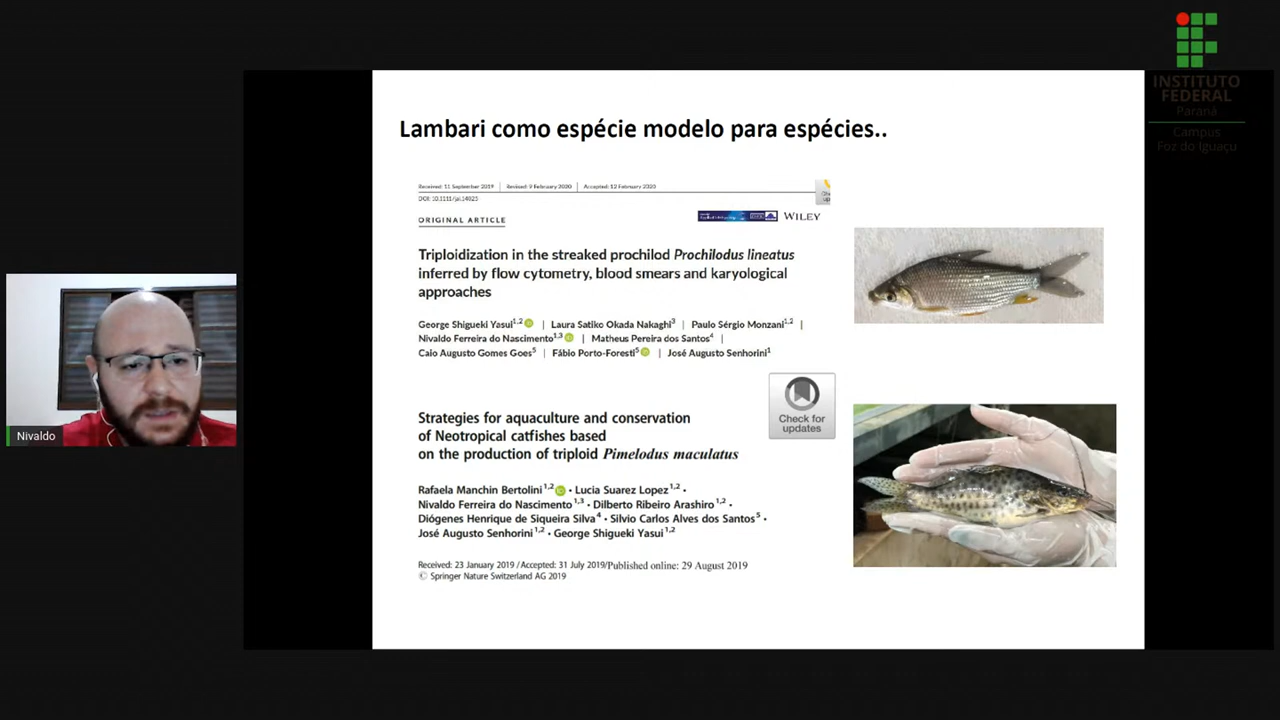 INSTITUTO
FEDERAL
Paraná
Campus
Foz do Iguaçu
Lambari como espécie modelo para espécies..
Received: 11 September 2019 | Revised: 9 February 2020 | Accepted: 12 February 2020
DOI: 10.1111/jai.14025
ORIGINAL ARTICLE
WILEY
Triploidization in the streaked prochilod Prochilodus lineatus
inferred by flow cytometry, blood smears and karyological
approaches
George Shigueki Yasui1,2 | Laura Satiko Okada Nakaghi3 | Paulo Sérgio Monzani1,2 |
Nivaldo Ferreira do Nascimento1,3 | Matheus Pereira dos Santos4 |
Caio Augusto Gomes Goes5 | Fábio Porto-Foresti5 | José Augusto Senhorini1
Check for
updates
Strategies for aquaculture and conservation
of Neotropical catfishes based
on the production of triploid Pimelodus maculatus
Rafaela Manchin Bertolini1,2 · Lucia Suarez Lopez1,2 ·
Nivaldo Ferreira do Nascimento1,3 · Dilberto Ribeiro Arashiro1,2 ·
Diógenes Henrique de Siqueira Silva4 · Silvio Carlos Alves dos Santos5 ·
José Augusto Senhorini1,2 · George Shigueki Yasui1,2
Received: 23 January 2019 / Accepted: 31 July 2019/Published online: 29 August 2019
© Springer Nature Switzerland AG 2019
Nivaldo